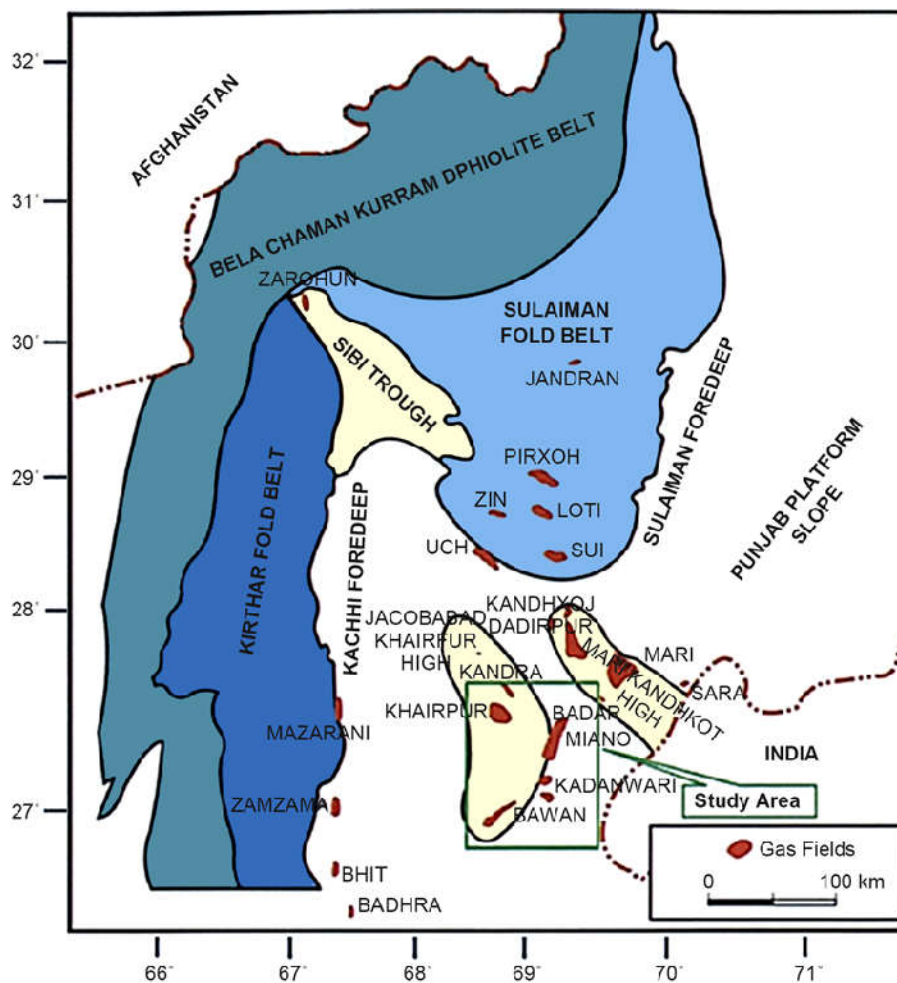 32°
AFGHANISTAN
BELA CHAMAN KURRAM DPHIOLITE BELT
31°
ZAROHUN
SULAIMAN
FOLD BELT
30°
SIBI TROUGH
JANDRAN
SULAIMAN FOREDEEP
PUNJAB PLATFORM
SLOPE
PIRXOH
29°
KIRTHAR FOLD BELT
KACHHI FOREDEEP
ZIN
LOTI
UCH
SUI
28°
KANDHXOJ
JACOBABAD
DADIRPUR
KHAIRFUR
HIGH
MARI KANDHKOT
HIGH
MARI
KANDRA
SARA
KHAIRPUR
BADAR
MAZARANI
MIANO
INDIA
KADANWARI
27°
ZAMZAMA
BAWAN
Study Area
BHIT
BADHRA
Gas Fields
0 100 km
66-
67-
68-
69-
70-
71-